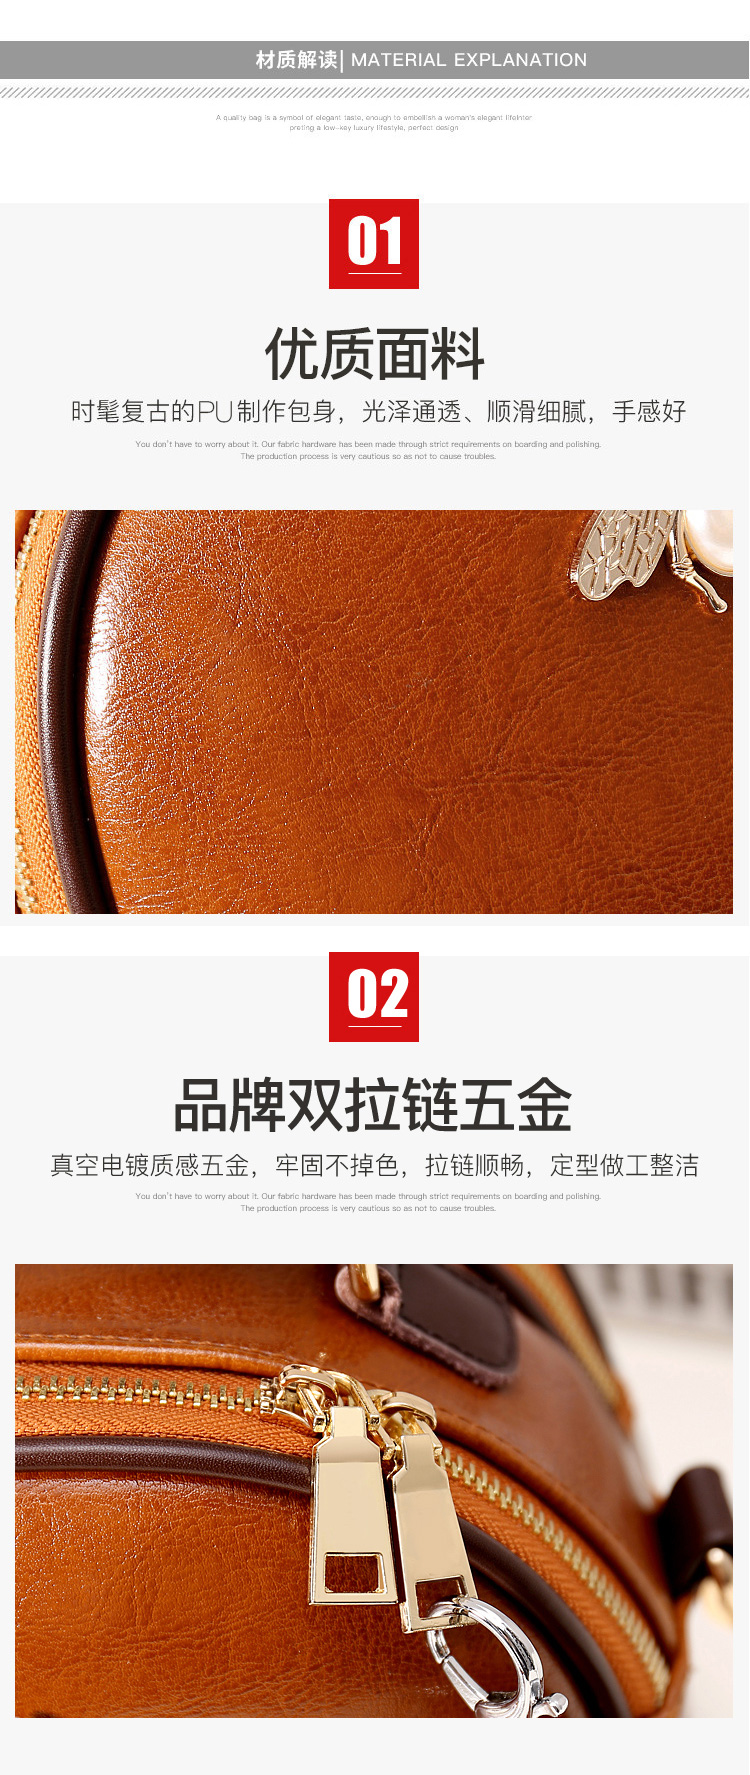 材质解读| MATERIAL EXPLANATION
A quality bag is a symbol of elegant taste, enough to embellish a woman's elegant lifeinter
preting a low-key luxury lifestyle, perfect design
01
优质面料
时髦复古的PU制作包身，光泽通透、顺滑细腻，手感好
You don't have to worry about it. Our fabric hardware has been made through strict requirements on boarding and polishing.
The production process is very cautious so as not to cause troubles.
02
品牌双拉链五金
真空电镀质感五金，牢固不掉色，拉链顺畅，定型做工整洁
You don't have to worry about it. Our fabric hardware has been made through strict requirements on boarding and polishing.
The production process is very cautious so as not to cause troubles.